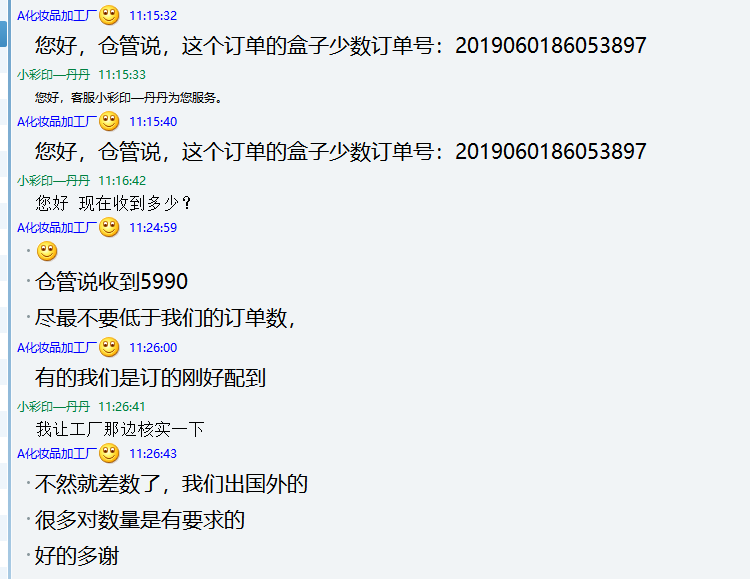 A化妆品加工厂 11:15:32
您好，仓管说，这个订单的盒子少数订单号：2019060186053897
小彩印—丹丹 11:15:33
您好，客服小彩印—丹丹为您服务。
A化妆品加工厂 11:15:40
您好，仓管说，这个订单的盒子少数订单号：2019060186053897
小彩印—丹丹 11:16:42
您好 现在收到多少？
A化妆品加工厂 11:24:59
仓管说收到5990
尽最不要低于我们的订单数，
A化妆品加工厂 11:26:00
有的我们是订的刚好配到
小彩印—丹丹 11:26:41
我让工厂那边核实一下
A化妆品加工厂 11:26:43
不然就差数了，我们出国外的
很多对数量是有要求的
好的多谢